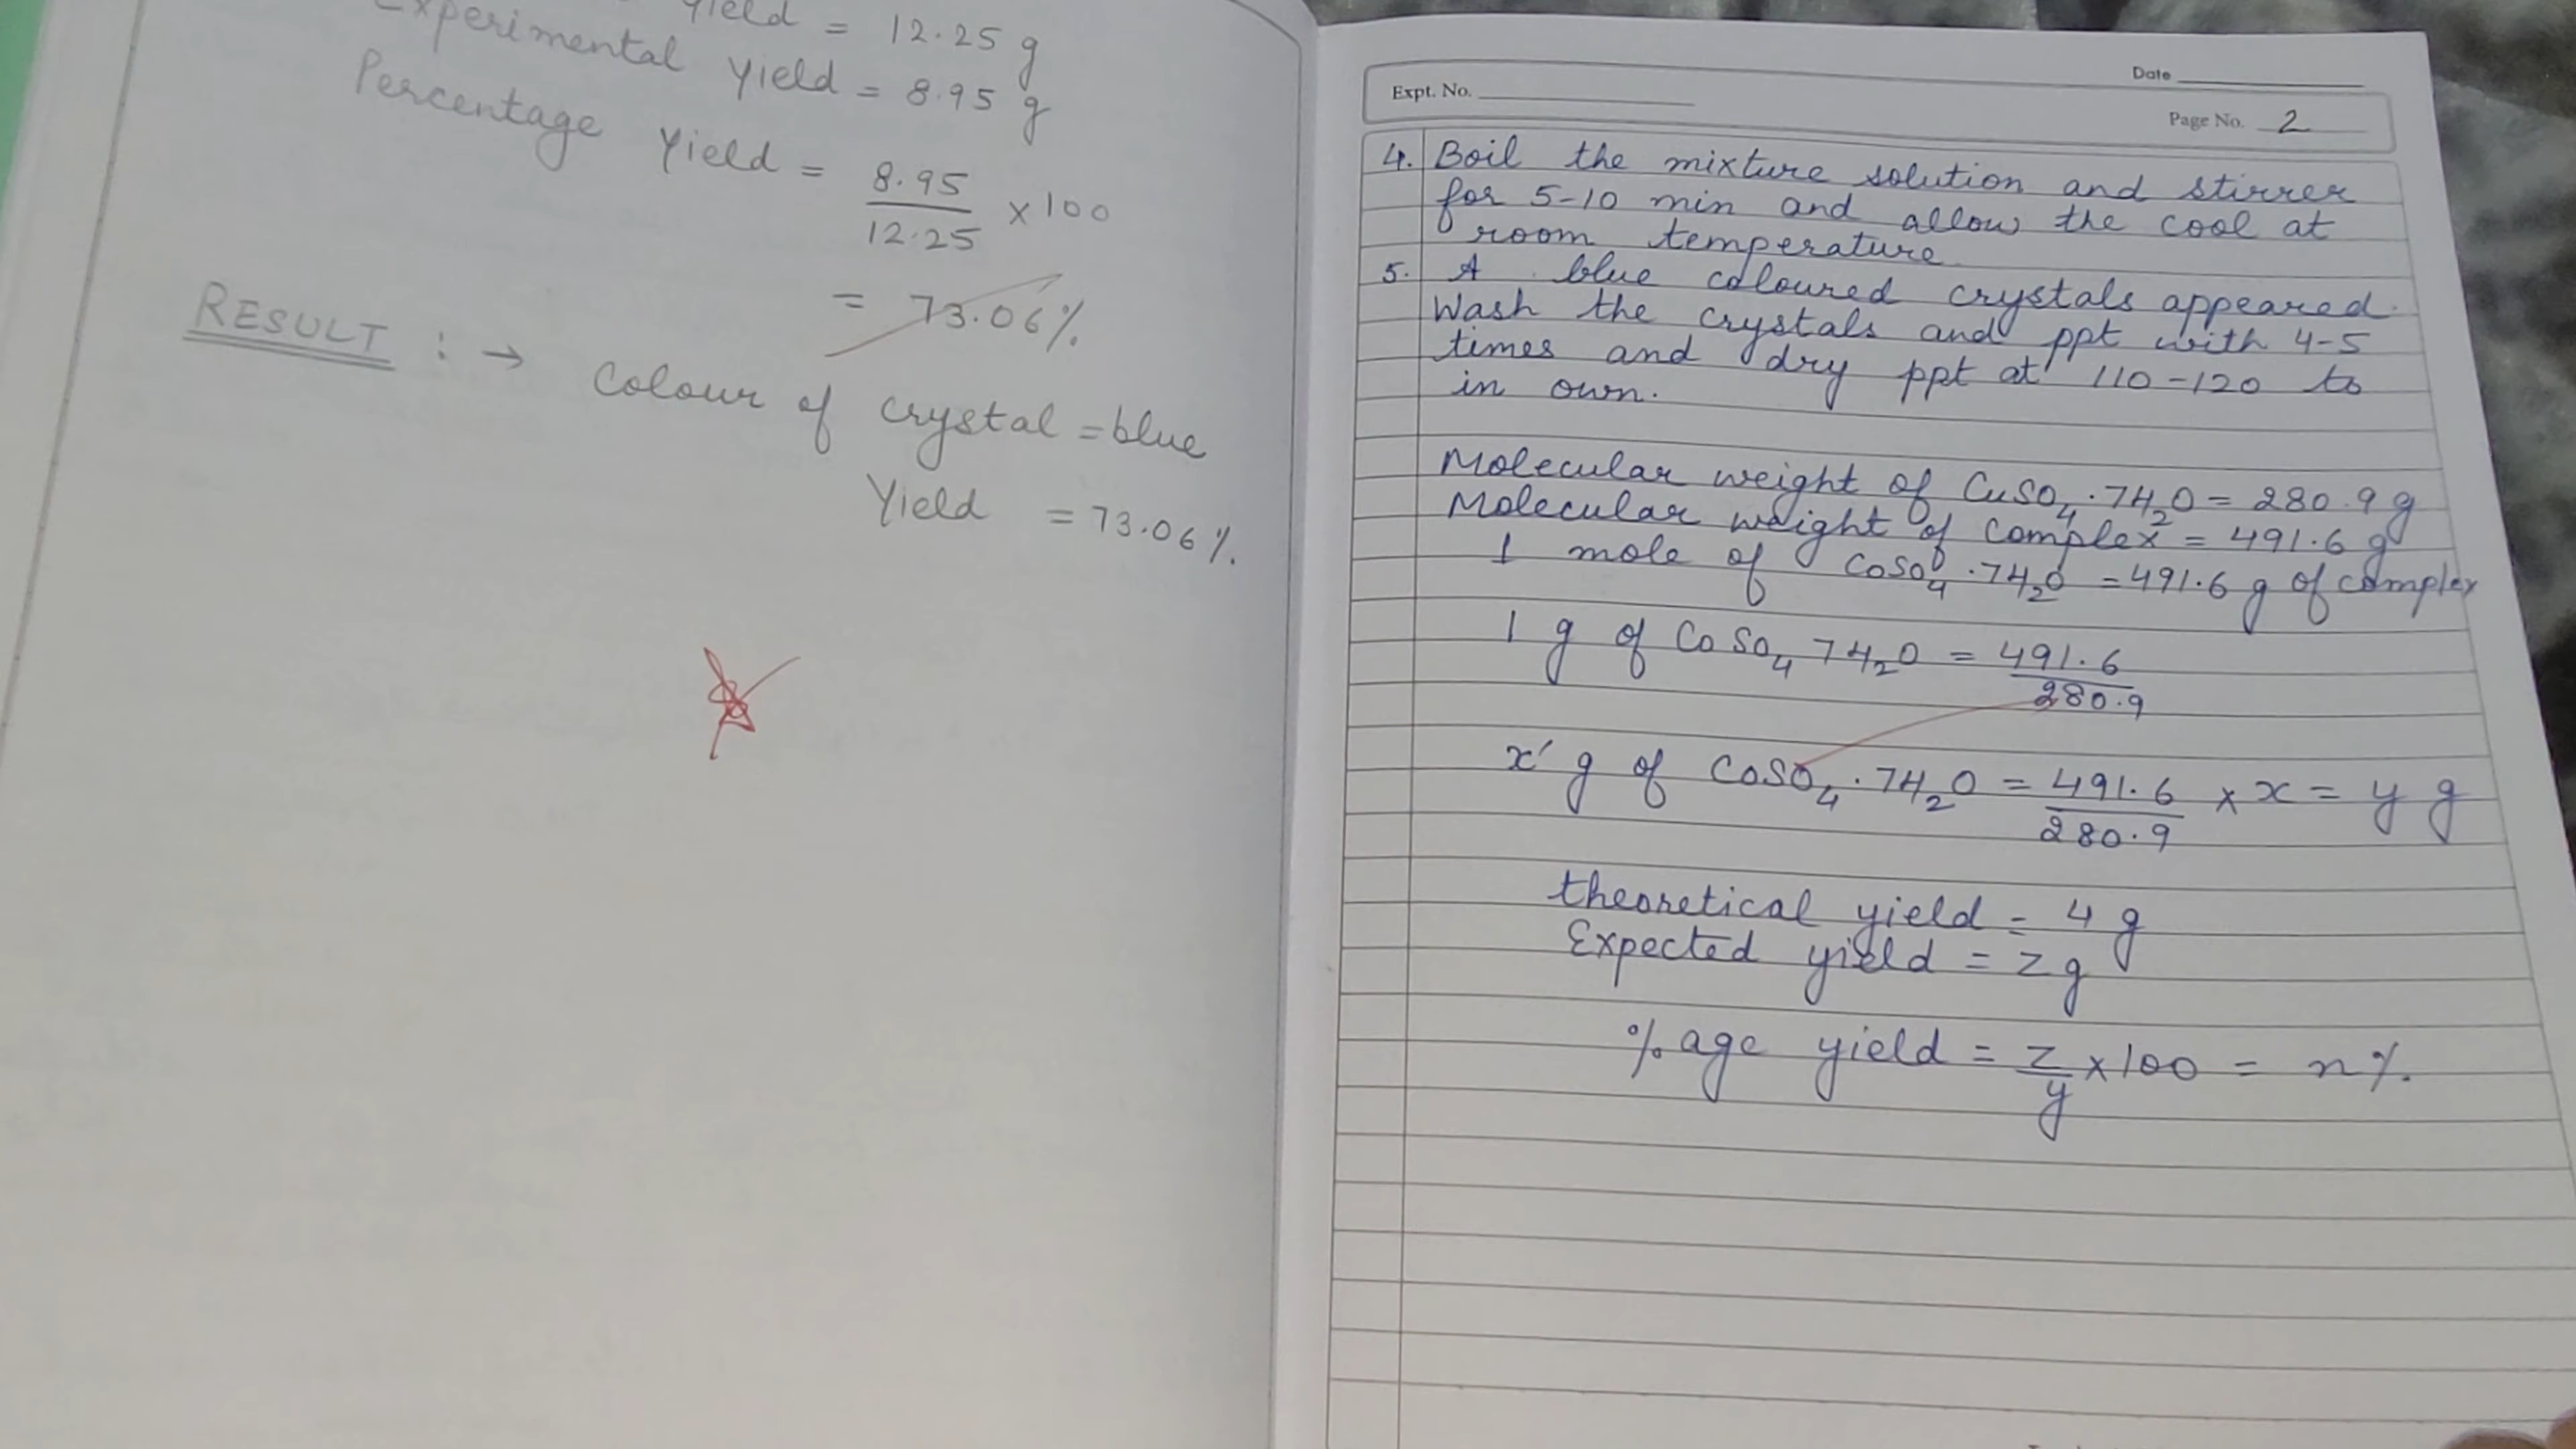 Yield = 12.25 g
Experimental Yield = 8.95 g
Percentage Yield = 8.95 / 12.25 × 100
= 73.06%
RESULT : → Colour of crystal = blue
Yield = 73.06%.
Date
Expt. No.
Page No. 2
4. Boil the mixture solution and stirrer
for 5-10 min and allow the cool at
room temperature.
5. A blue coloured crystals appeared.
Wash the crystals and ppt with 4-5
times and dry ppt at 110-120 to
in own.
Molecular weight of CuSO4 . 7H2O = 280.9 g
Molecular weight of complex = 491.6 g
1 mole of CoSO4 . 7H2O = 491.6 g of complex
1 g of CoSO4 7H2O = 491.6 / 280.9
x' g of CoSO4 . 7H2O = 491.6 / 280.9 × x = y g
theoretical yield = 4 g
Expected yield = z g
% age yield = z / y × 100 = n %.